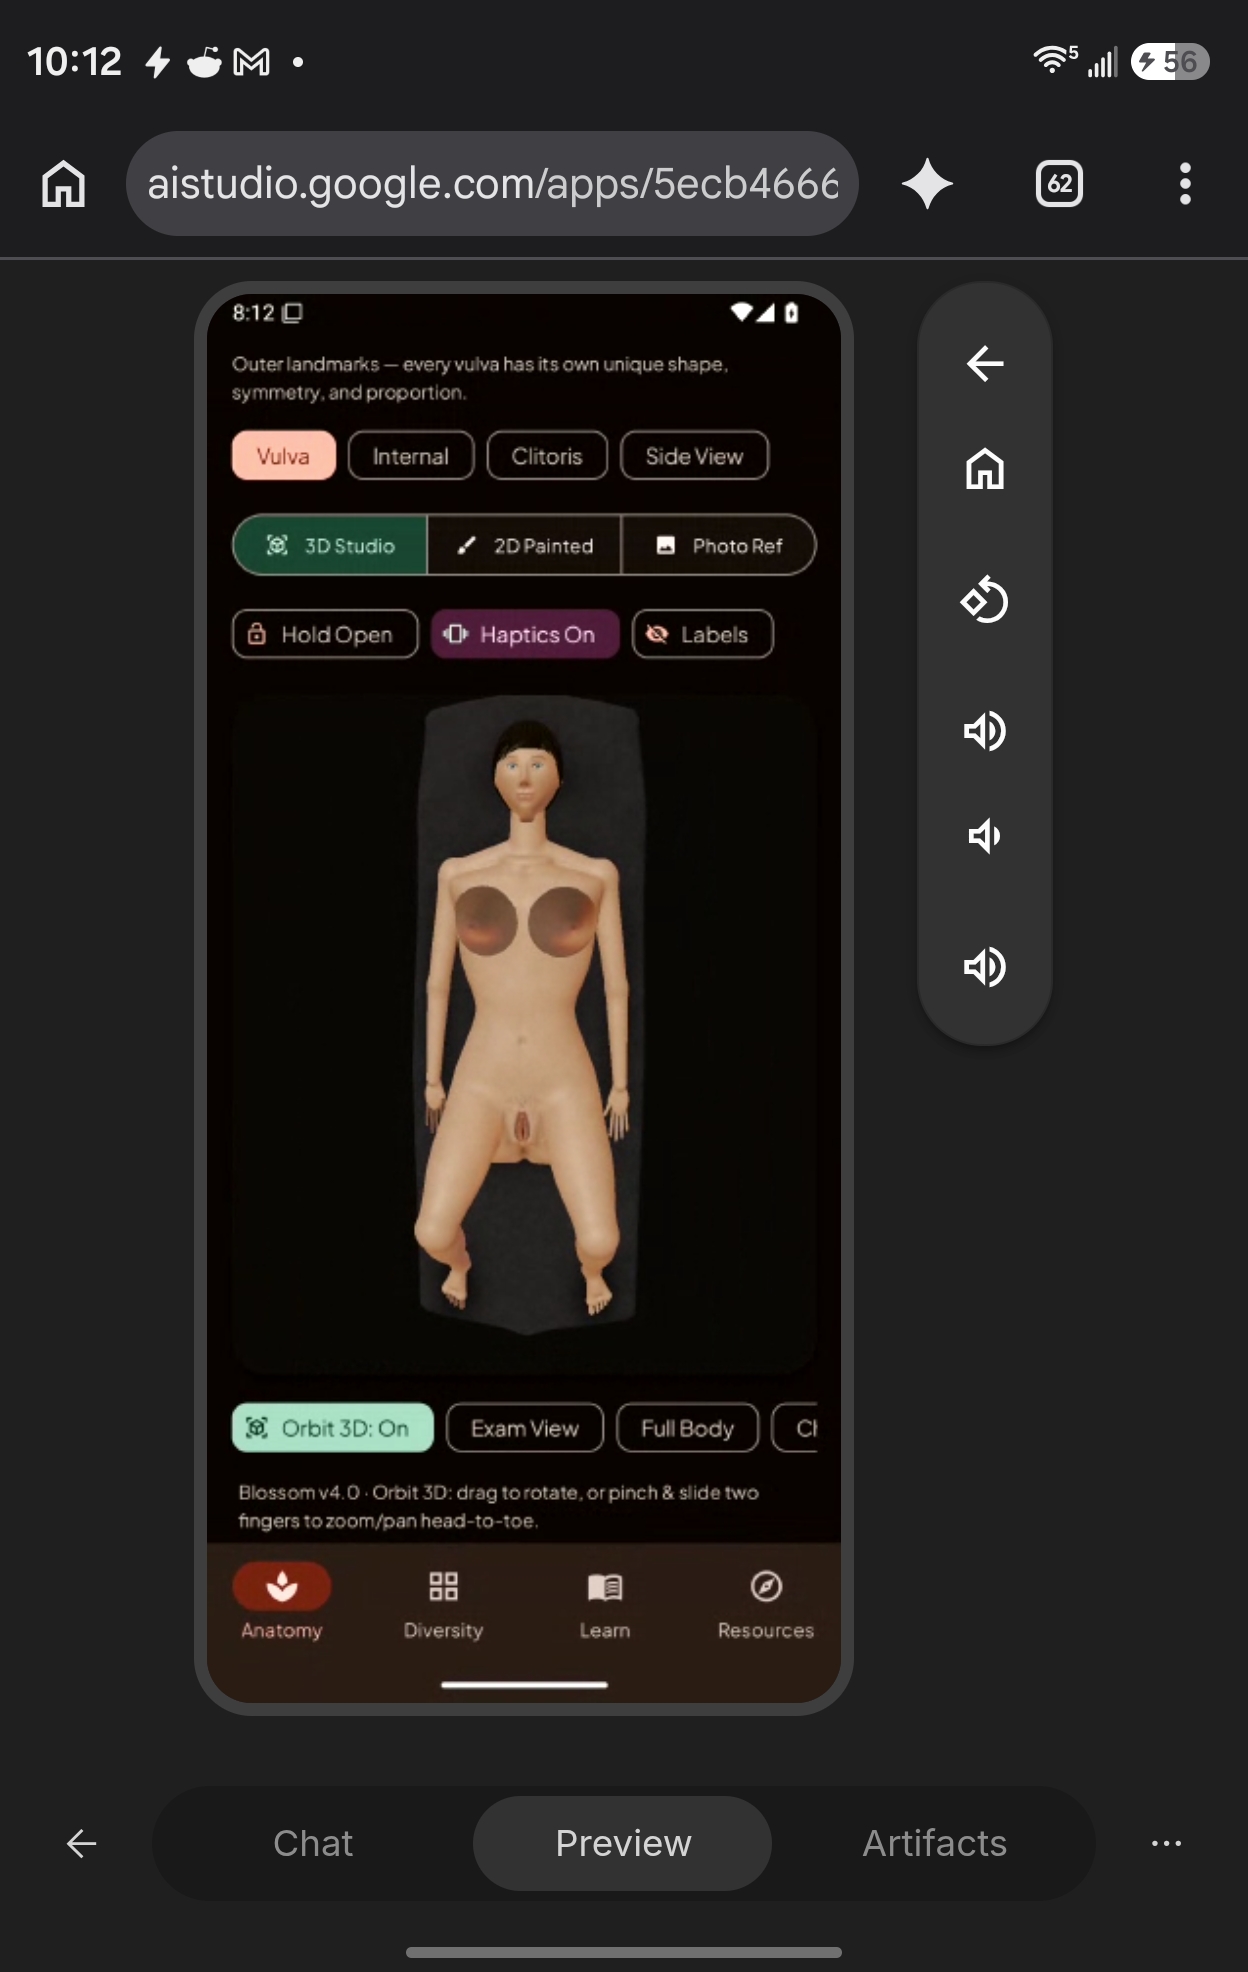 10:12
5
56
aistudio.google.com/apps/5ecb4666
62
8:12
Outer landmarks — every vulva has its own unique shape,
symmetry, and proportion.
Vulva Internal Clitoris Side View
3D Studio 2D Painted Photo Ref
Hold Open Haptics On Labels
Orbit 3D: On Exam View Full Body
Blossom v4.0 · Orbit 3D: drag to rotate, or pinch & slide two
fingers to zoom/pan head-to-toe.
Anatomy Diversity Learn Resources
Chat Preview Artifacts